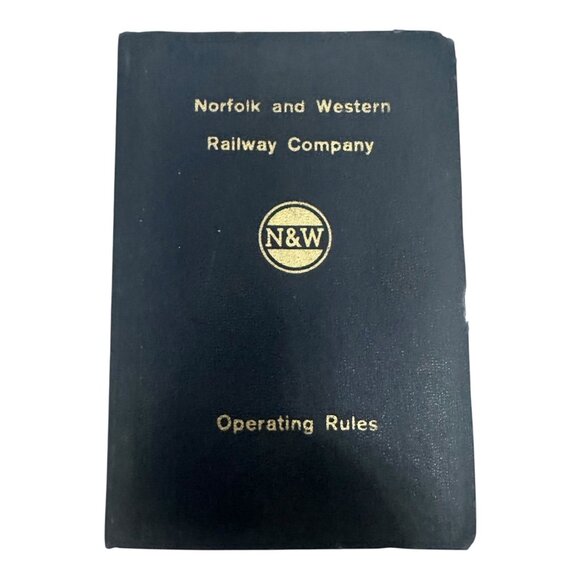 Norfolk and Western
Railway Company
N&W
Operating Rules